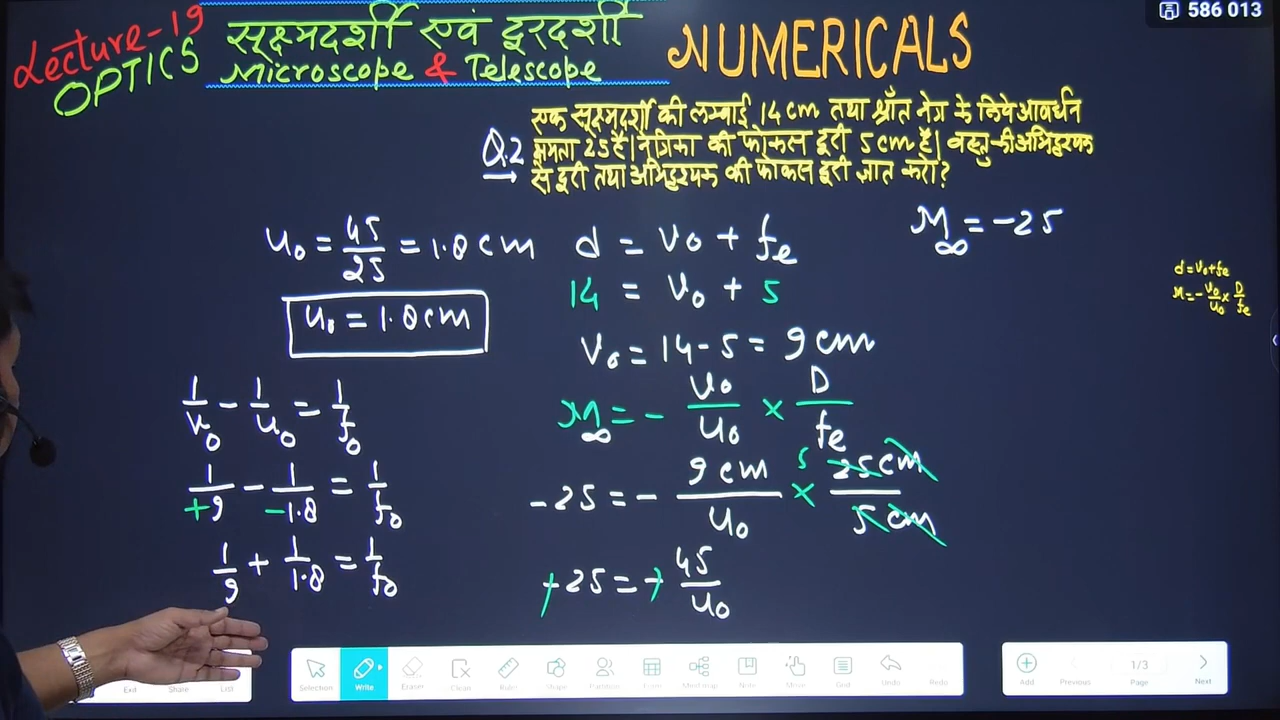 Lecture-19
OPTICS
सूक्ष्मदर्शी एवं दूरदर्शी
Microscope & Telescope
NUMERICALS
586 013
Q.2
एक सूक्ष्मदर्शी की लम्बाई 14 cm तथा श्राँत नेत्र के लिये आवर्धन
क्षमता 25 है। नेत्रिका की फोकस दूरी 5 cm है। वस्तु की अभिदृश्यक
से दूरी तथा अभिदृश्यक की फोकस दूरी ज्ञात करो?
u₀ = 45/25 = 1.8 cm
u₀ = 1.8 cm
1/v₀ - 1/u₀ = 1/f₀
1/+9 - 1/-1.8 = 1/f₀
1/9 + 1/1.8 = 1/f₀
d = v₀ + fₑ
14 = v₀ + 5
v₀ = 14 - 5 = 9 cm
M∞ = - v₀/u₀ × D/fₑ
-25 = - 9 cm/u₀ × 5 25 cm/5 cm
-25 = - 45/u₀
M∞ = -25
d = v₀ + fₑ
M = - v₀/u₀ × D/fₑ
Exit Share List
Selection Write Eraser Clean Ruler Shape Partition Form Mind map Note Move Grid Undo Redo
Add Previous 1/3 Page Next